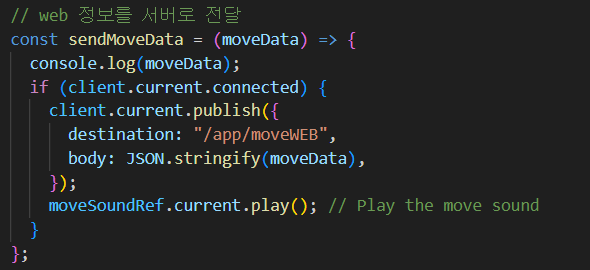 // web 정보를 서버로 전달
const sendMoveData = (moveData) => {
console.log(moveData);
if (client.current.connected) {
client.current.publish({
destination: "/app/moveWEB",
body: JSON.stringify(moveData),
});
moveSoundRef.current.play(); // Play the move sound
}
};